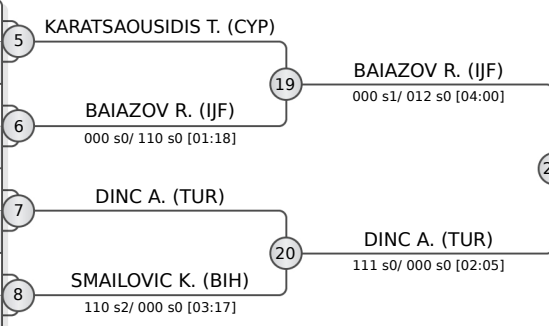 5
KARATSAOUSIDIS T. (CYP)
19
BAIAZOV R. (IJF)
000 s1/ 012 s0 [04:00]
6
BAIAZOV R. (IJF)
000 s0/ 110 s0 [01:18]
7
DINC A. (TUR)
20
DINC A. (TUR)
111 s0/ 000 s0 [02:05]
8
SMAILOVIC K. (BIH)
110 s2/ 000 s0 [03:17]